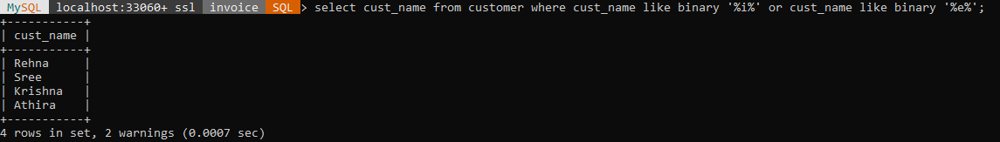 MySQL localhost:33060+ ssl invoice SQL > select cust_name from customer where cust_name like binary '%i%' or cust_name like binary '%e%';
+-----------+
| cust_name |
+-----------+
| Rehna     |
| Sree      |
| Krishna   |
| Athira    |
+-----------+
4 rows in set, 2 warnings (0.0007 sec)